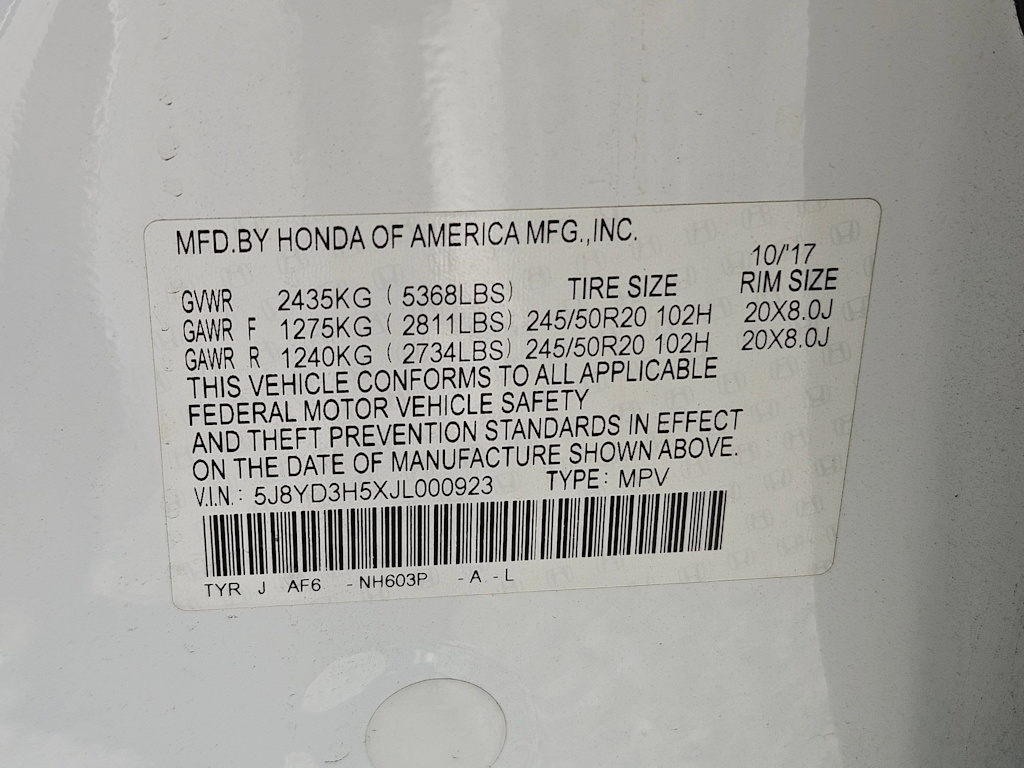 MFD.BY HONDA OF AMERICA MFG.,INC.
10/'17
GVWR 2435KG ( 5368LBS) TIRE SIZE RIM SIZE
GAWR F 1275KG ( 2811LBS) 245/50R20 102H 20X8.0J
GAWR R 1240KG ( 2734LBS) 245/50R20 102H 20X8.0J
THIS VEHICLE CONFORMS TO ALL APPLICABLE
FEDERAL MOTOR VEHICLE SAFETY
AND THEFT PREVENTION STANDARDS IN EFFECT
ON THE DATE OF MANUFACTURE SHOWN ABOVE.
V.I.N.: 5J8YD3H5XJL000923 TYPE: MPV
TYR J AF6 -NH603P -A -L